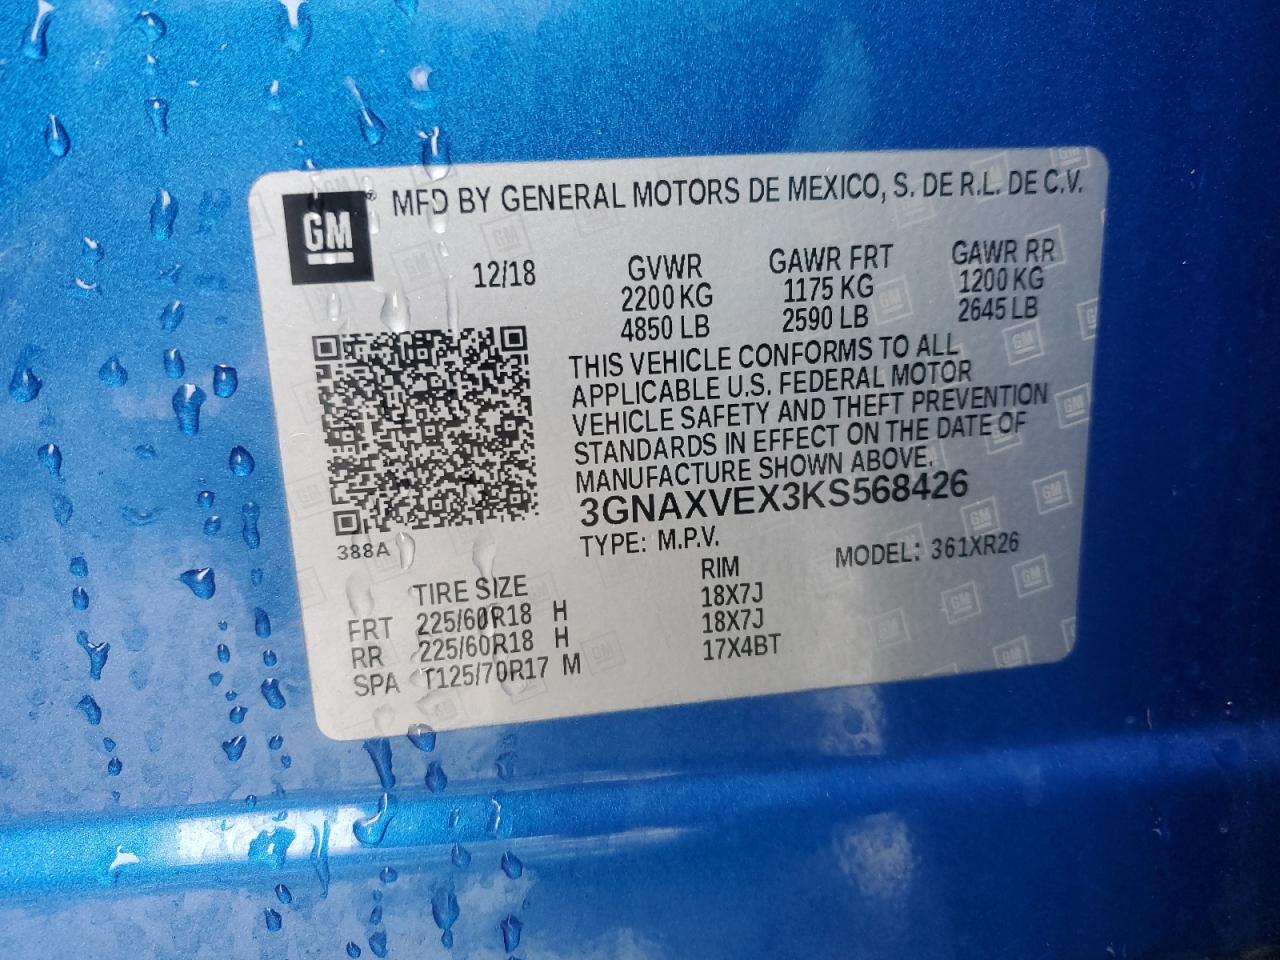 GM ® MFD BY GENERAL MOTORS DE MEXICO, S. DE R.L. DE C.V.
12/18 GVWR GAWR FRT GAWR RR
2200 KG 1175 KG 1200 KG
4850 LB 2590 LB 2645 LB
THIS VEHICLE CONFORMS TO ALL
APPLICABLE U.S. FEDERAL MOTOR
VEHICLE SAFETY AND THEFT PREVENTION
STANDARDS IN EFFECT ON THE DATE OF
MANUFACTURE SHOWN ABOVE.
3GNAXVEX3KS568426
388A
TYPE: M.P.V. MODEL: 361XR26
TIRE SIZE RIM
FRT 225/60R18 H 18X7J
RR 225/60R18 H 18X7J
SPA T125/70R17 M 17X4BT